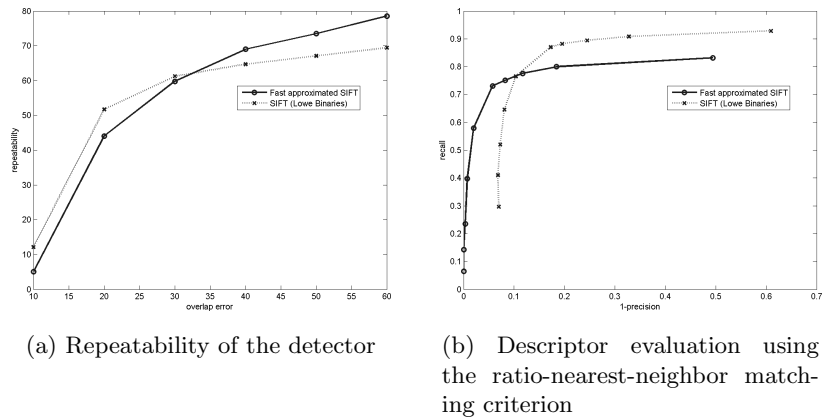 80
70
60
50
40
30
20
10
0
repeatability
10 15 20 25 30 35 40 45 50 55 60
overlap error
Fast approximated SIFT
SIFT (Lowe Binaries)
(a) Repeatability of the detector
1
0.9
0.8
0.7
0.6
0.5
0.4
0.3
0.2
0.1
0
recall
0 0.1 0.2 0.3 0.4 0.5 0.6 0.7
1-precision
Fast approximated SIFT
SIFT (Lowe Binaries)
(b) Descriptor evaluation using
the ratio-nearest-neighbor match-
ing criterion